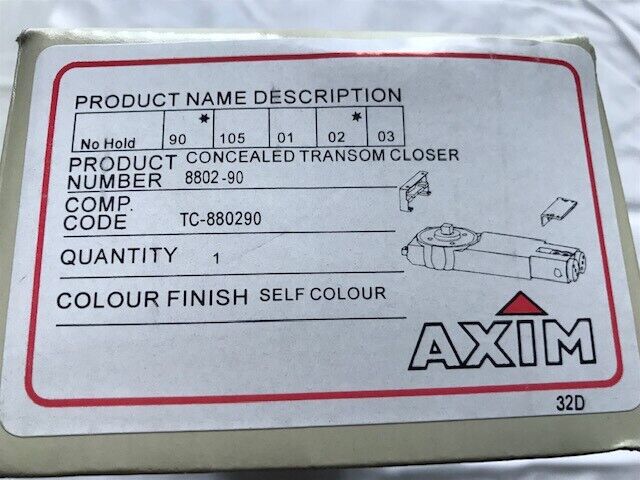 PRODUCT NAME DESCRIPTION
No Hold 90 * 105 01 02 * 03
PRODUCT CONCEALED TRANSOM CLOSER
NUMBER 8802-90
COMP.
CODE TC-880290
QUANTITY 1
COLOUR FINISH SELF COLOUR
AXIM
32D